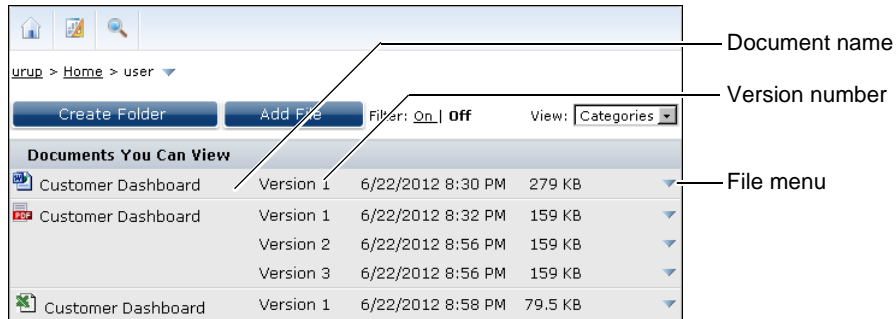 Document name
urup > Home > user
Version number
Create Folder Add File Filter: On | Off View: Categories
Documents You Can View
Customer Dashboard Version 1 6/22/2012 8:30 PM 279 KB File menu
PDF Customer Dashboard Version 1 6/22/2012 8:32 PM 159 KB
Version 2 6/22/2012 8:56 PM 159 KB
Version 3 6/22/2012 8:56 PM 159 KB
Customer Dashboard Version 1 6/22/2012 8:58 PM 79.5 KB